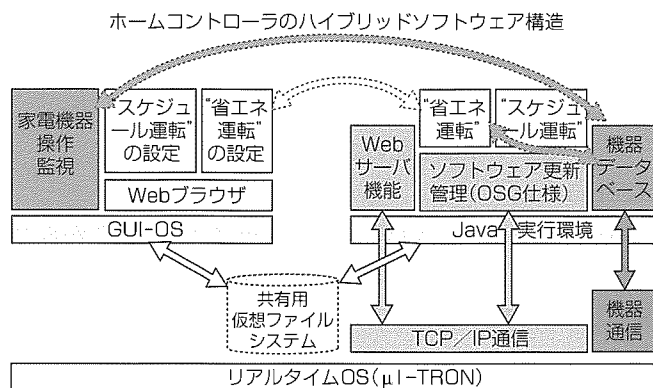 ホームコントローラのハイブリッドソフトウェア構造
家電機器
操作
監視
“スケジュ
ール運転”
の設定
“省エネ
運転”
の設定
Webブラウザ
GUI-OS
Web
サーバ
機能
“省エネ
運転”
“スケジュ
ール運転”
ソフトウェア更新
管理(OSG仕様)
機器
データ
ベース
Java 実行環境
共有用
仮想ファイル
システム
TCP/IP通信
機器
通信
リアルタイムOS(μI-TRON)